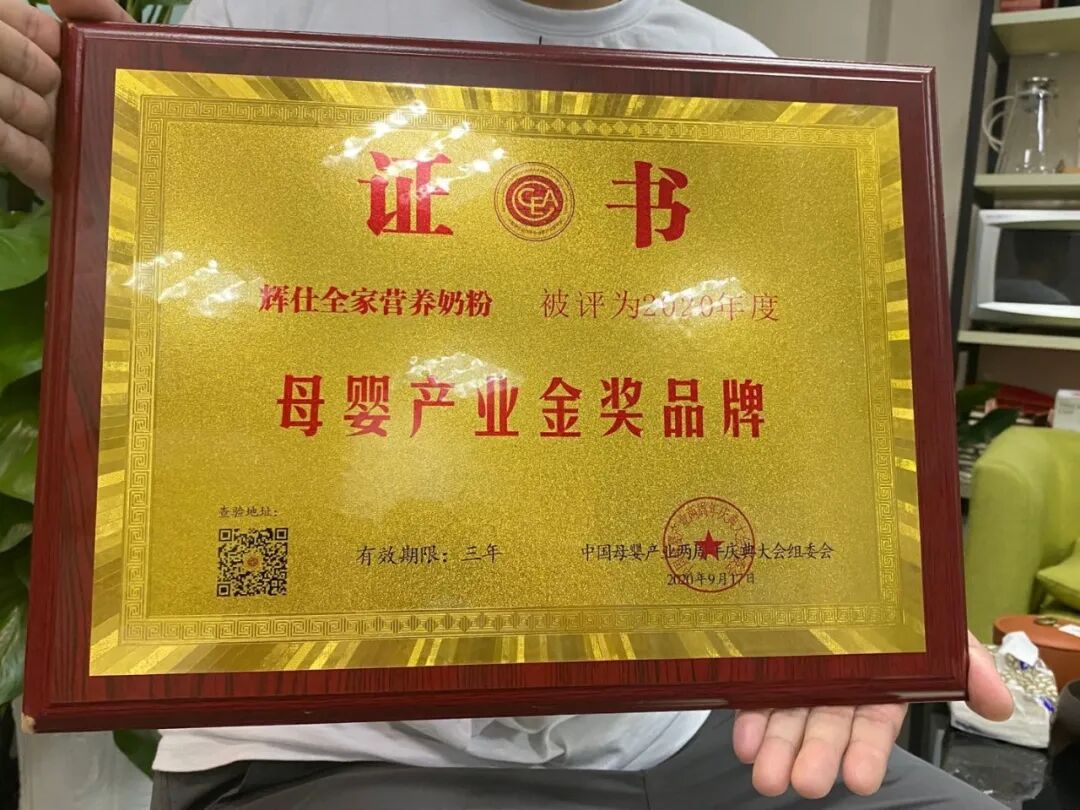 证 CEA 书
辉仕全家营养奶粉 被评为2020年度
母婴产业金奖品牌
查验地址:
有效期限：三年
中国母婴产业两周年庆典大会组委会
2020年9月17日